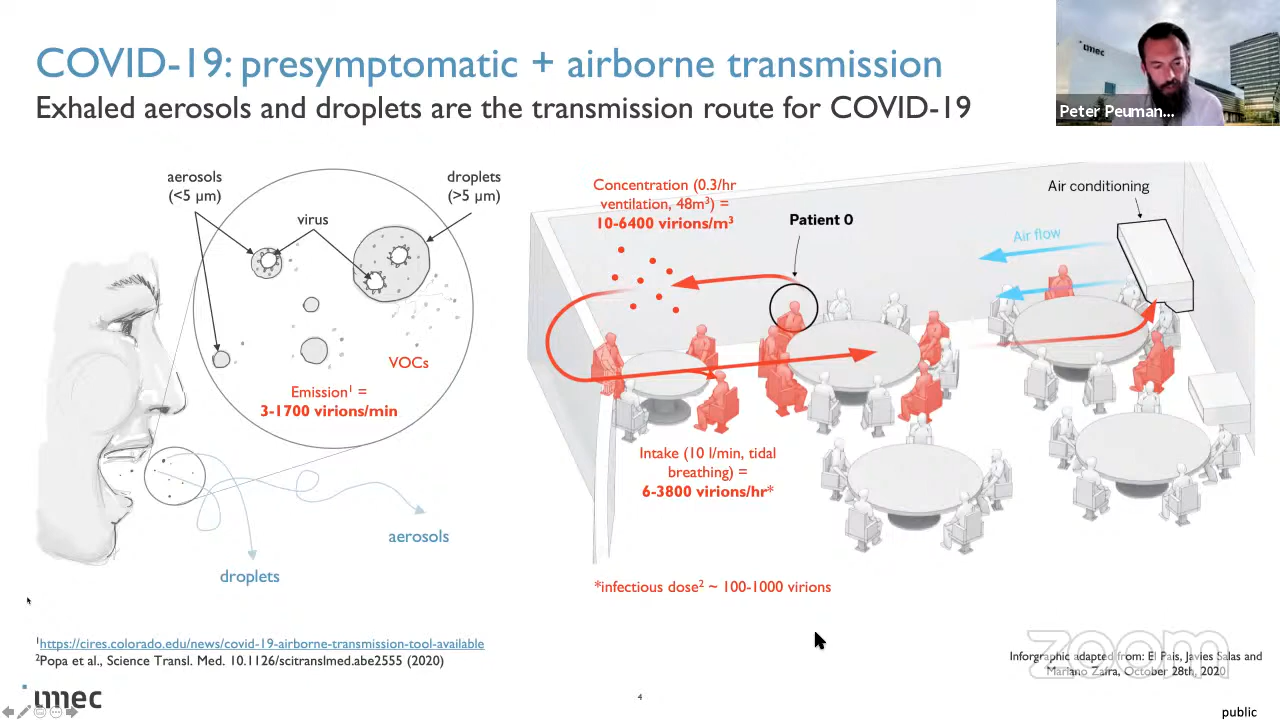 COVID-19: presymptomatic + airborne transmission
Exhaled aerosols and droplets are the transmission route for COVID-19
imec
Peter Peuman...
aerosols
(<5 μm)
droplets
(>5 μm)
virus
VOCs
Emission¹ =
3-1700 virions/min
aerosols
droplets
Concentration (0.3/hr
ventilation, 48m³) =
10-6400 virions/m³
Patient 0
Air conditioning
Air flow
Intake (10 l/min, tidal
breathing) =
6-3800 virions/hr*
*infectious dose² ~ 100-1000 virions
¹https://cires.colorado.edu/news/covid-19-airborne-transmission-tool-available
²Popa et al., Science Transl. Med. 10.1126/scitranslmed.abe2555 (2020)
zoom
Inforgraphic adapted from: El Pais, Javies Salas and
Mariano Zafra, October 28th, 2020
imec
4
public